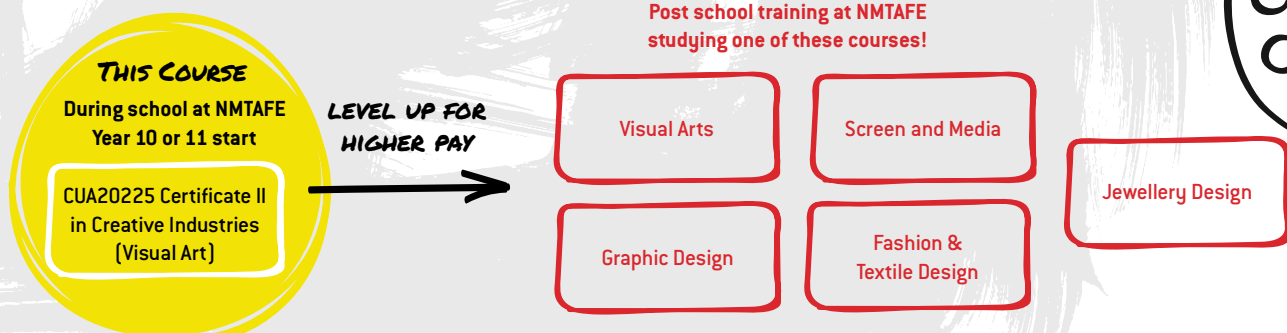 THIS COURSE
During school at NMTAFE
Year 10 or 11 start
CUA20225 Certificate II
in Creative Industries
(Visual Art)
LEVEL UP FOR
HIGHER PAY
Post school training at NMTAFE
studying one of these courses!
Visual Arts
Screen and Media
Jewellery Design
Graphic Design
Fashion &
Textile Design